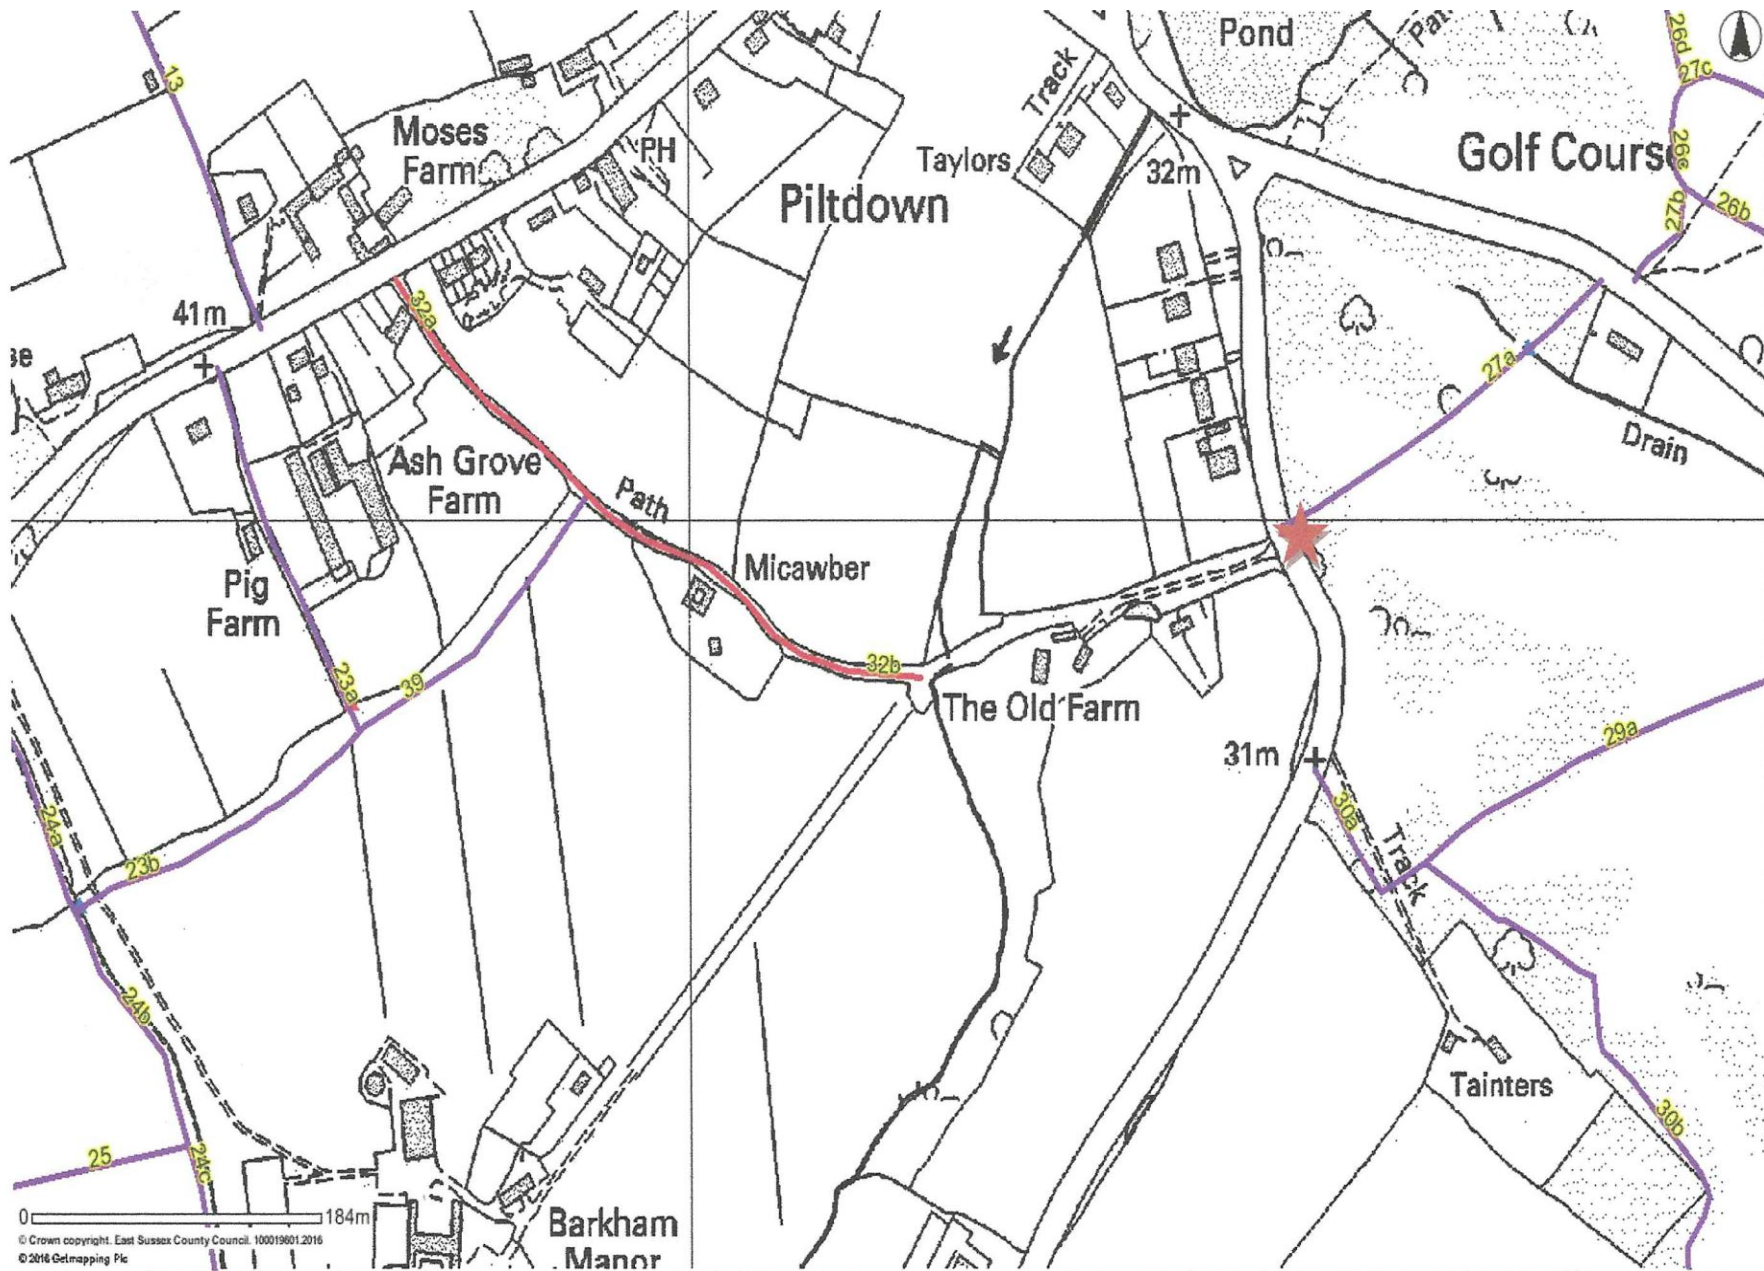 Pond
26d
27c
13
Track
Moses
Farm
PH
Golf Course
26c
Taylors
32m
Piltdown
27b
26b
41m
32a
27a
Drain
Ash Grove
Farm
Path
Micawber
Pig
Farm
32b
23a
39
The Old Farm
31m
29a
24a
30a
Track
23b
24b
Tainters
30b
25
24c
0
184m
Barkham
Manor
© Crown copyright. East Sussex County Council. 100019601.2016
© 2016 Getmapping Plc